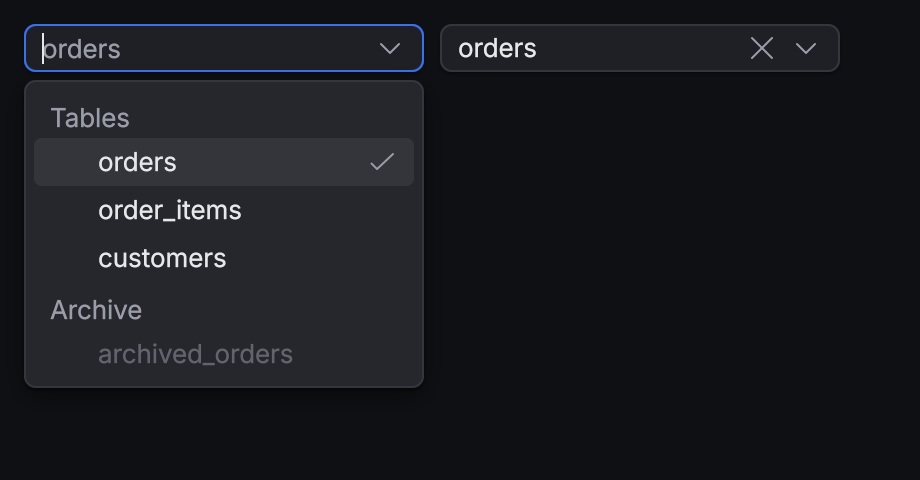 orders
orders
Tables
orders
order_items
customers
Archive
archived_orders